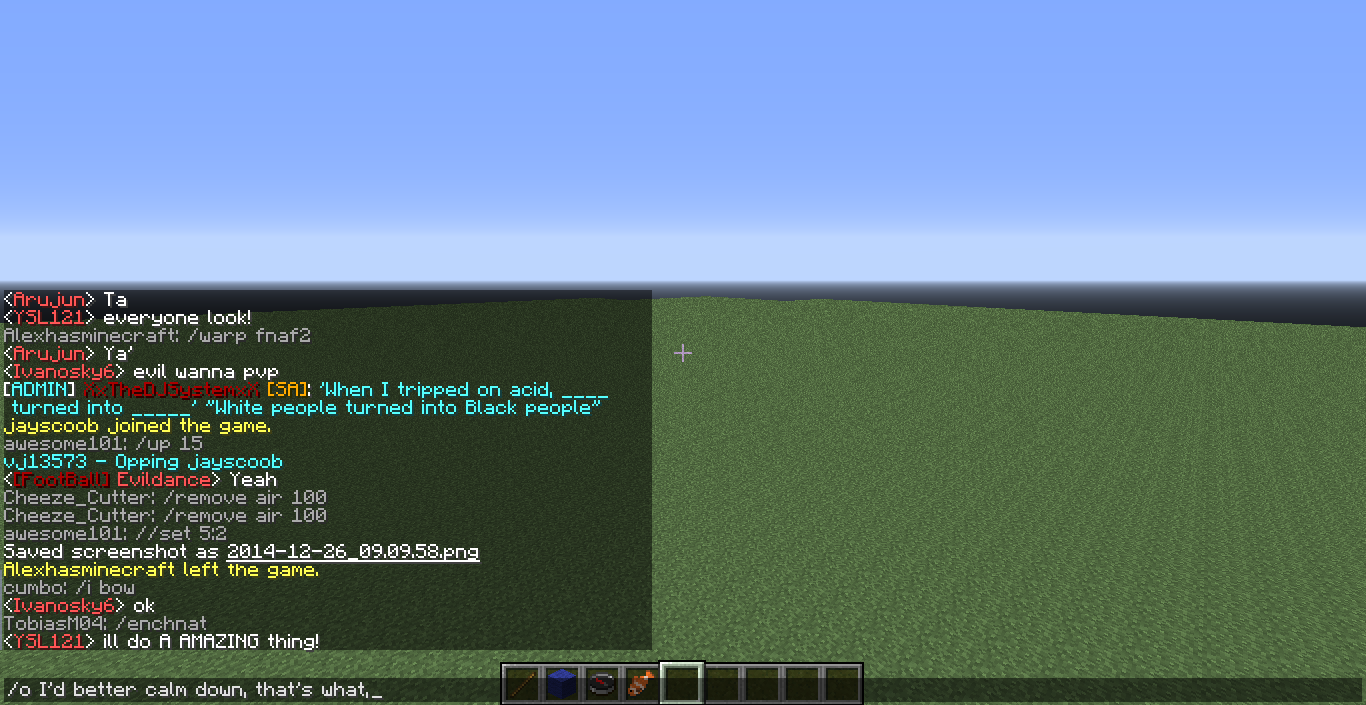 <Arujun> Ta
<YSL121> everyone look!
Alexhasminecraft: /warp fnaf2
<Arujun> Ya'
<Ivanosky6> evil wanna pvp
[ADMIN] XxTheDJSystemxX [SA]: 'When I tripped on acid, ____
turned into _____' "White people turned into Black people"
jayscoob joined the game.
awesome101: /up 15
vj13573 - Opping jayscoob
<[FootBall] Evildance> Yeah
Cheeze_Cutter: /remove air 100
Cheeze_Cutter: /remove air 100
awesome101: //set 5:2
Saved screenshot as 2014-12-26_09.09.58.png
Alexhasminecraft left the game.
cumbo: /i bow
<Ivanosky6> ok
TobiasM04: /enchnat
<YSL121> ill do A AMAZING thing!
/o I'd better calm down, that's what,_